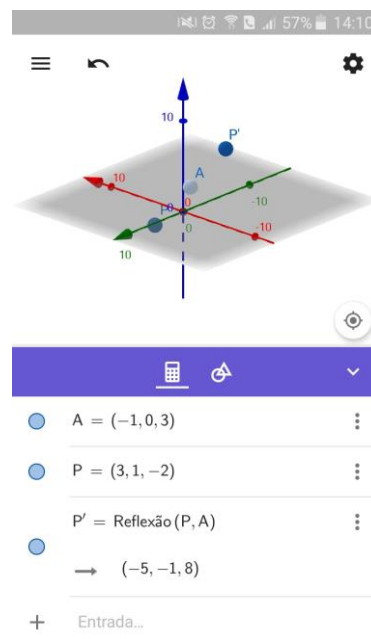 57% 14:10
10
P'
10
A
-10
P
0
0
0
-10
10
A = (−1, 0, 3)
P = (3, 1, −2)
P′ = Reflexão (P, A)
→ (−5, −1, 8)
+ Entrada...